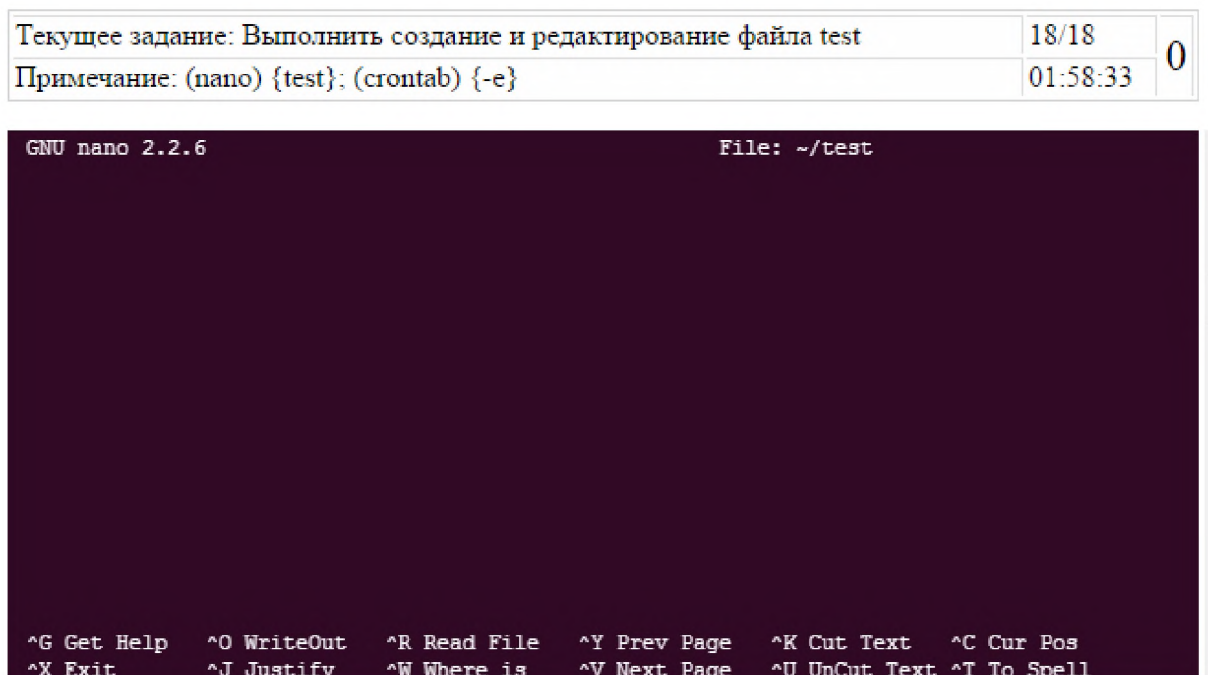 Текущее задание: Выполнить создание и редактирование файла test 18/18 0
Примечание: (nano) {test}; (crontab) {-e} 01:58:33
GNU nano 2.2.6 File: ~/test
^G Get Help ^O WriteOut ^R Read File ^Y Prev Page ^K Cut Text ^C Cur Pos
^X Exit ^J Justify ^W Where is ^V Next Page ^U UnCut Text ^T To Spell